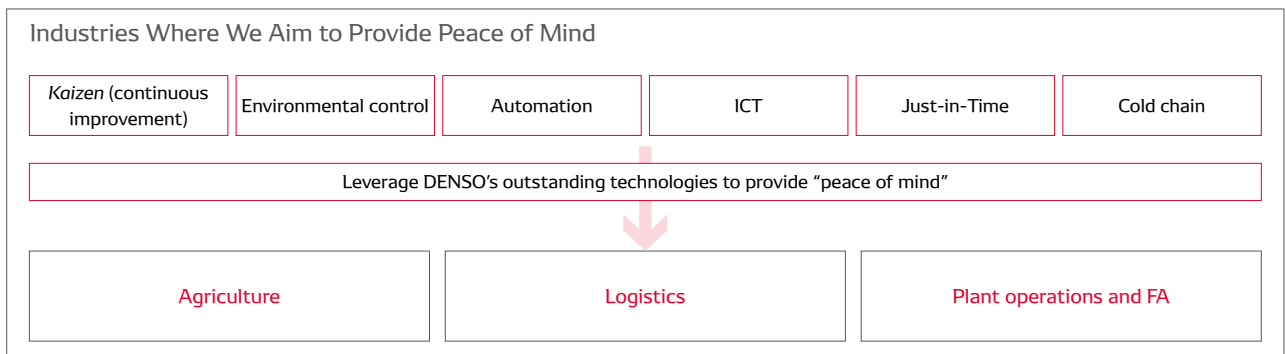 Industries Where We Aim to Provide Peace of Mind
Kaizen (continuous
improvement)
Environmental control
Automation
ICT
Just-in-Time
Cold chain
Leverage DENSO’s outstanding technologies to provide “peace of mind”
Agriculture
Logistics
Plant operations and FA